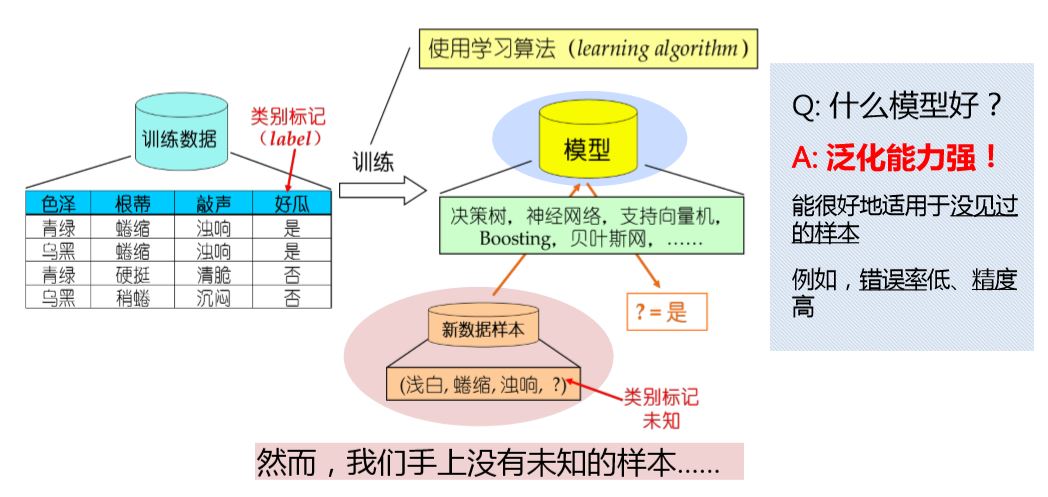 使用学习算法（learning algorithm）
类别标记
（label）
训练数据
训练
模型
色泽 根蒂 敲声 好瓜
青绿 蜷缩 浊响 是
乌黑 蜷缩 浊响 是
青绿 硬挺 清脆 否
乌黑 稍蜷 沉闷 否
决策树，神经网络，支持向量机，
Boosting，贝叶斯网，……
? = 是
新数据样本
(浅白, 蜷缩, 浊响, ?)
类别标记
未知
Q: 什么模型好？
A: 泛化能力强！
能很好地适用于没见过
的样本
例如，错误率低、精度
高
然而，我们手上没有未知的样本……